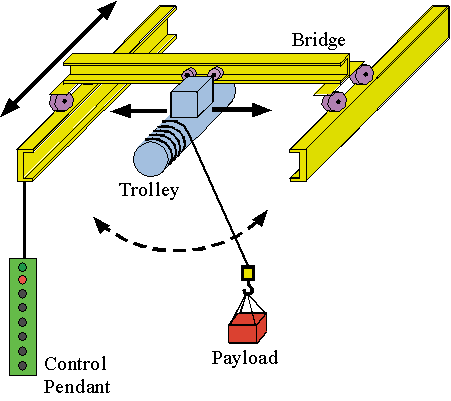 Bridge
Trolley
Payload
Control
Pendant